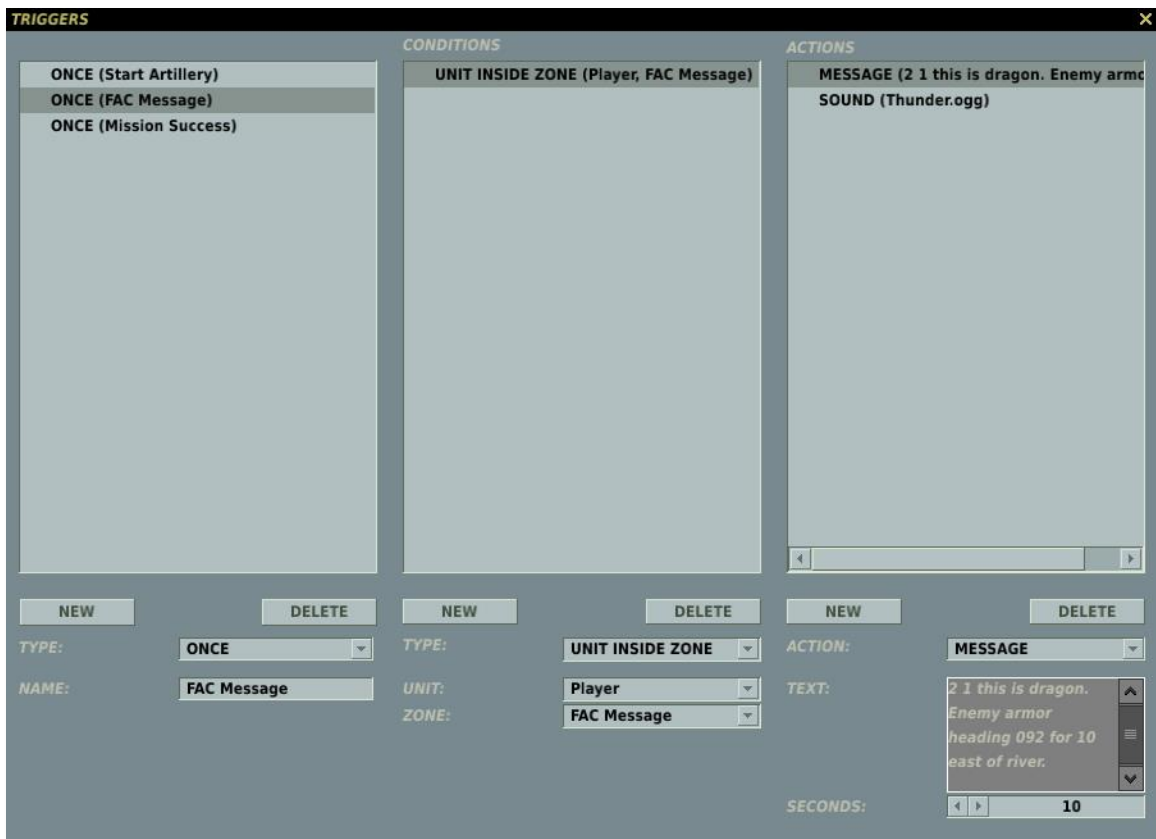 TRIGGERS
CONDITIONS
ACTIONS
ONCE (Start Artillery)
ONCE (FAC Message)
ONCE (Mission Success)
UNIT INSIDE ZONE (Player, FAC Message)
MESSAGE (2 1 this is dragon. Enemy armo
SOUND (Thunder.ogg)
NEW
DELETE
NEW
DELETE
NEW
DELETE
TYPE:
ONCE
NAME:
FAC Message
TYPE:
UNIT INSIDE ZONE
UNIT:
Player
ZONE:
FAC Message
ACTION:
MESSAGE
TEXT:
2 1 this is dragon.
Enemy armor
heading 092 for 10
east of river.
SECONDS:
10